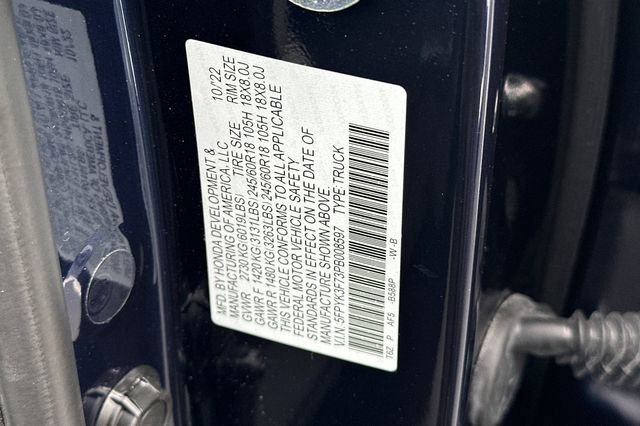 MFD. BY HONDA DEVELOPMENT &
MANUFACTURING OF AMERICA, LLC 10/'22
GVWR 2730 KG (6019LBS) TIRE SIZE RIM SIZE
GAWR F 1420 KG(3131LBS) 245/60R18 105H 18X8.0J
GAWR R 1480 KG(3263LBS) 245/60R18 105H 18X8.0J
THIS VEHICLE CONFORMS TO ALL APPLICABLE
FEDERAL MOTOR VEHICLE SAFETY
STANDARDS IN EFFECT ON THE DATE OF
MANUFACTURE SHOWN ABOVE.
V.I.N.: 5FPYK3F73PB008597 TYPE:TRUCK
T6Z P AF5 -B588P -W-B